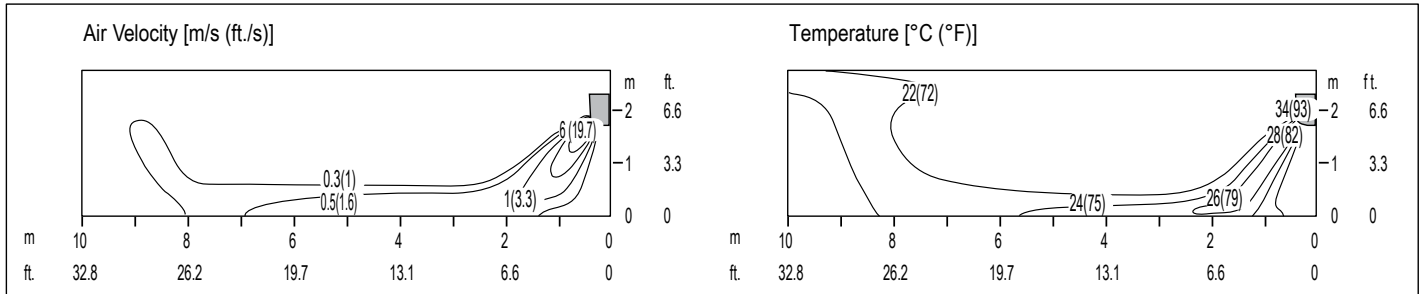 Air Velocity [m/s (ft./s)]
m ft.
2 6.6
6 (19.7)
1 3.3
0.3(1)
0.5(1.6)
1(3.3)
0 0
m 10 8 6 4 2 0
ft. 32.8 26.2 19.7 13.1 6.6 0
Temperature [°C (°F)]
m ft.
22(72)
34(93)
2 6.6
28(82)
1 3.3
24(75)
26(79)
0 0
m 10 8 6 4 2 0
ft. 32.8 26.2 19.7 13.1 6.6 0